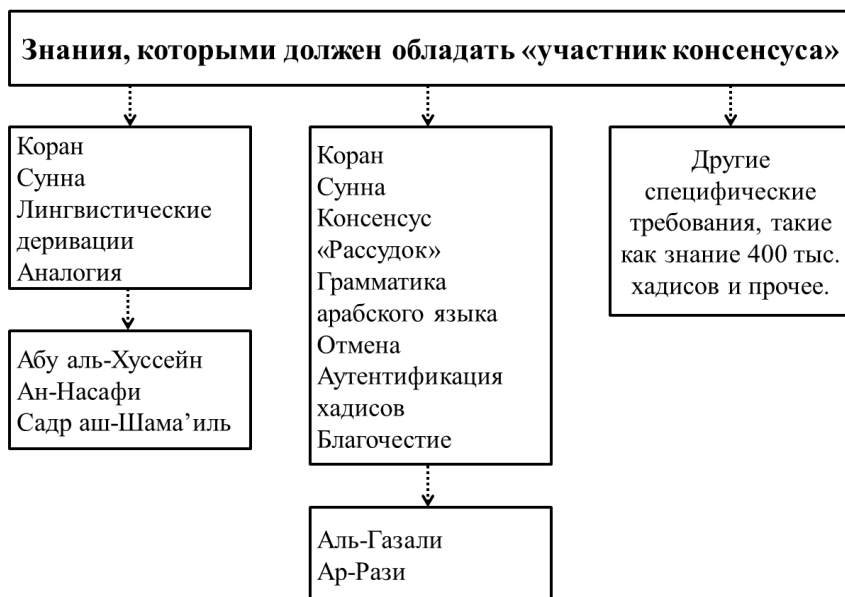 Знания, которыми должен обладать «участник консенсуса»
Коран
Сунна
Лингвистические
деривации
Аналогия
Абу аль-Хуссейн
Ан-Насафи
Садр аш-Шама’иль
Коран
Сунна
Консенсус
«Рассудок»
Грамматика
арабского языка
Отмена
Аутентификация
хадисов
Благочестие
Аль-Газали
Ар-Рази
Другие
специфические
требования, такие
как знание 400 тыс.
хадисов и прочее.